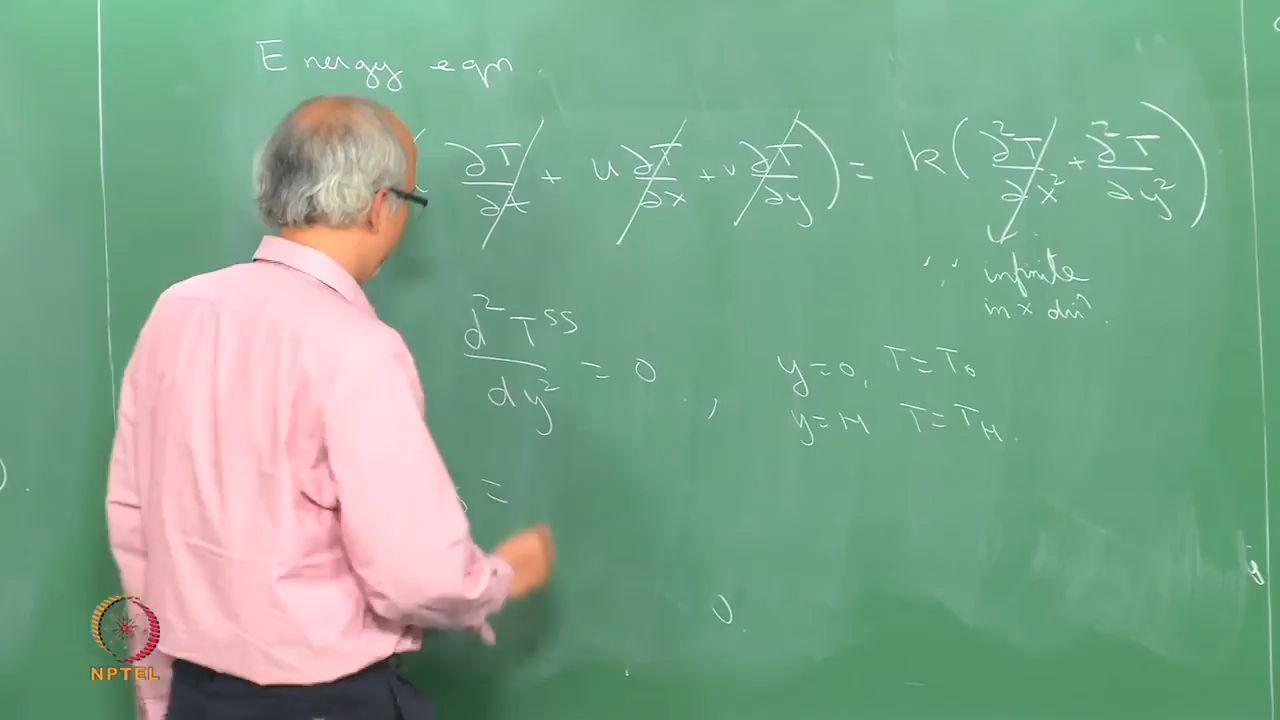 Energy eqn.
( ∂T/∂t + u ∂T/∂x + v ∂T/∂y ) = k ( ∂²T/∂x² + ∂²T/∂y² )
∵ infinite
in x dirⁿ.
d²T^SS/dy² = 0 , y=0, T=T₀
y=H T=T_H.
=
NPTEL